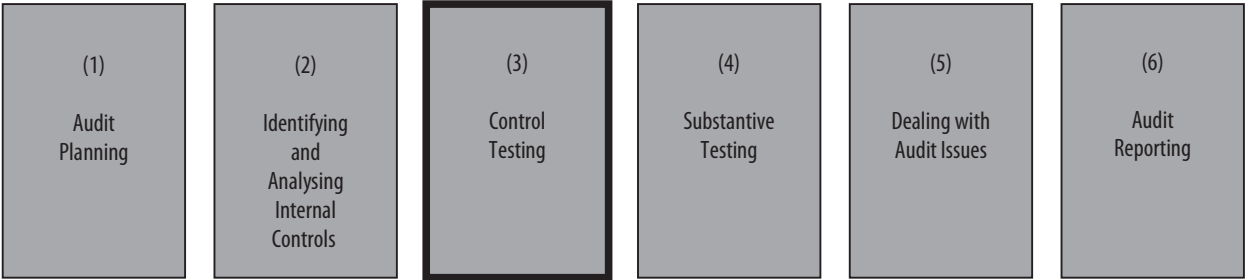 (1)
Audit
Planning
(2)
Identifying
and
Analysing
Internal
Controls
(3)
Control
Testing
(4)
Substantive
Testing
(5)
Dealing with
Audit Issues
(6)
Audit
Reporting